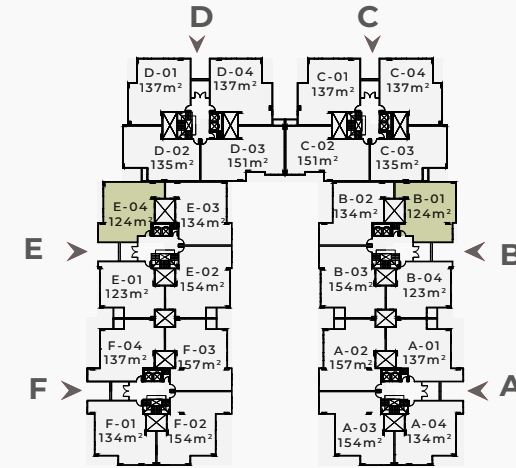 D
C
D-01
137m²
D-04
137m²
C-01
137m²
C-04
137m²
D-02
135m²
D-03
151m²
C-02
151m²
C-03
135m²
E-04
124m²
E-03
134m²
B-02
134m²
B-01
124m²
E
B
E-01
123m²
E-02
154m²
B-03
154m²
B-04
123m²
F-04
137m²
F-03
157m²
A-02
157m²
A-01
137m²
F
A
F-01
134m²
F-02
154m²
A-03
154m²
A-04
134m²